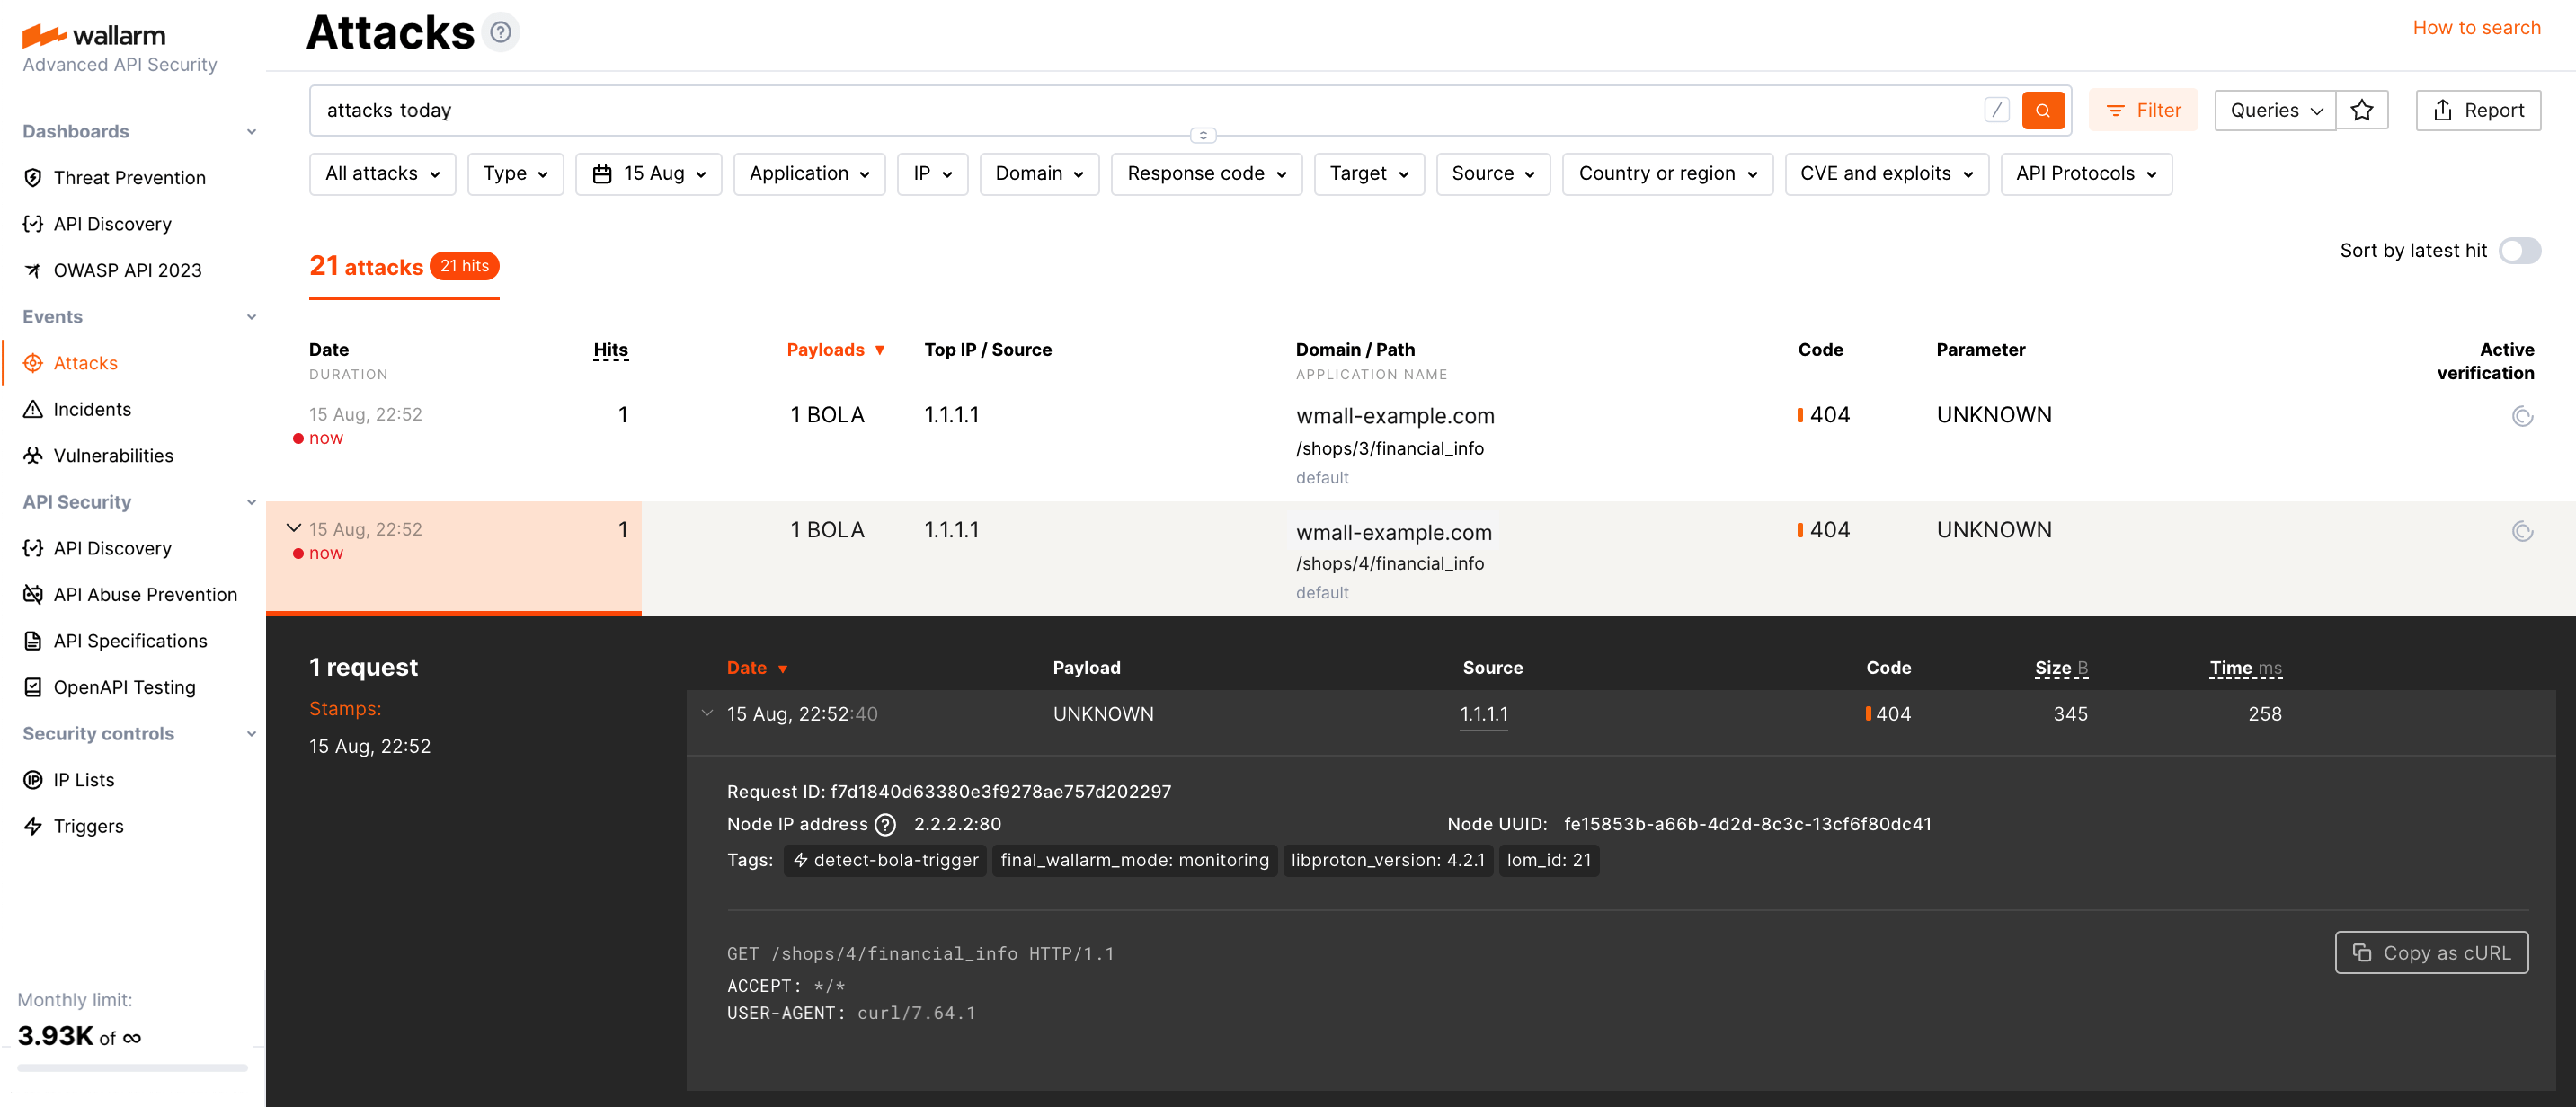 wallarm
Advanced API Security
Dashboards
Threat Prevention
API Discovery
OWASP API 2023
Events
Attacks
Incidents
Vulnerabilities
API Security
API Discovery
API Abuse Prevention
API Specifications
OpenAPI Testing
Security controls
IP Lists
Triggers
Monthly limit:
3.93K of ∞
Attacks ?
How to search
attacks today /
Filter
Queries
Report
All attacks
Type
15 Aug
Application
IP
Domain
Response code
Target
Source
Country or region
CVE and exploits
API Protocols
21 attacks 21 hits
Sort by latest hit
Date Hits Payloads ▼ Top IP / Source Domain / Path Code Parameter Active verification
DURATION APPLICATION NAME
15 Aug, 22:52 1 1 BOLA 1.1.1.1 wmall-example.com 404 UNKNOWN
now /shops/3/financial_info
default
15 Aug, 22:52 1 1 BOLA 1.1.1.1 wmall-example.com 404 UNKNOWN
now /shops/4/financial_info
default
1 request
Stamps:
15 Aug, 22:52
Date ▼ Payload Source Code Size B Time ms
15 Aug, 22:52:40 UNKNOWN 1.1.1.1 404 345 258
Request ID: f7d1840d63380e3f9278ae757d202297
Node IP address ? 2.2.2.2:80 Node UUID: fe15853b-a66b-4d2d-8c3c-13cf6f80dc41
Tags: detect-bola-trigger final_wallarm_mode: monitoring libproton_version: 4.2.1 lom_id: 21
GET /shops/4/financial_info HTTP/1.1
Copy as cURL
ACCEPT: */*
USER-AGENT: curl/7.64.1